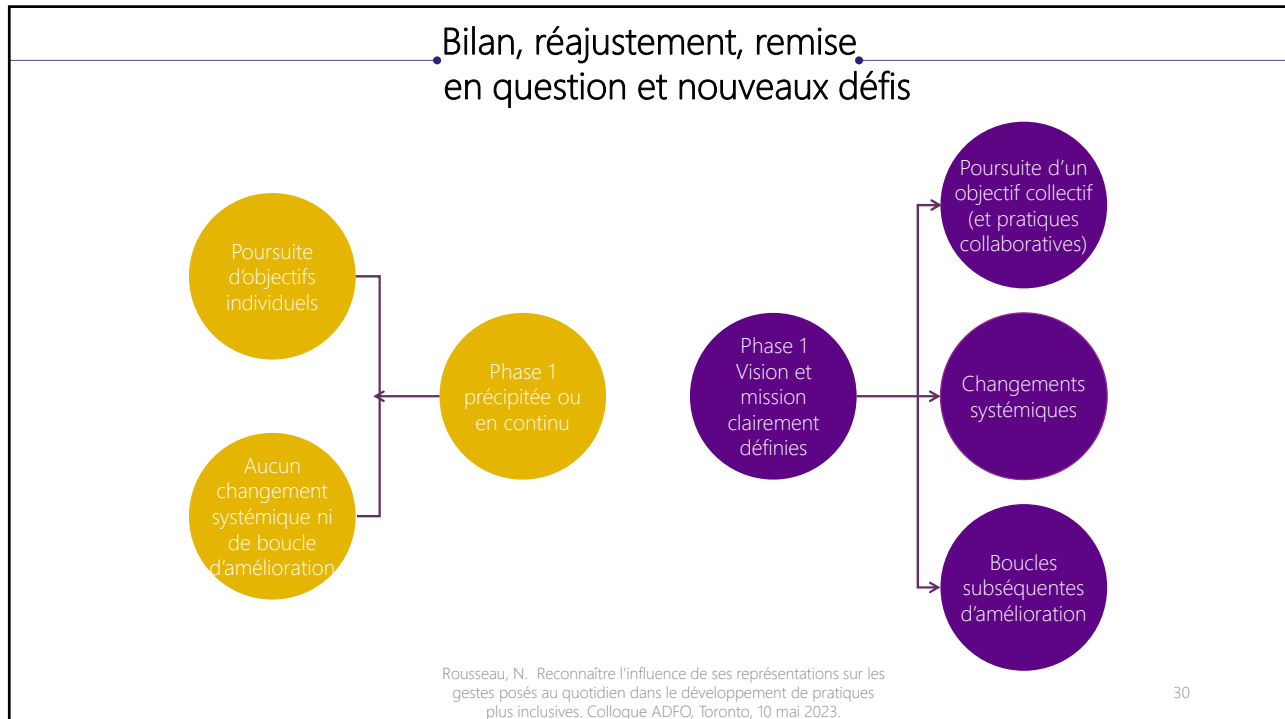 Bilan, réajustement, remise
en question et nouveaux défis
Poursuite
d'objectifs
individuels
Aucun
changement
systémique ni
de boucle
d'amélioration
Phase 1
précipitée ou
en continu
Phase 1
Vision et
mission
clairement
définies
Poursuite d'un
objectif collectif
(et pratiques
collaboratives)
Changements
systémiques
Boucles
subséquentes
d'amélioration
Rousseau, N.  Reconnaître l'influence de ses représentations sur les
gestes posés au quotidien dans le développement de pratiques
plus inclusives. Colloque ADFO, Toronto, 10 mai 2023.
30